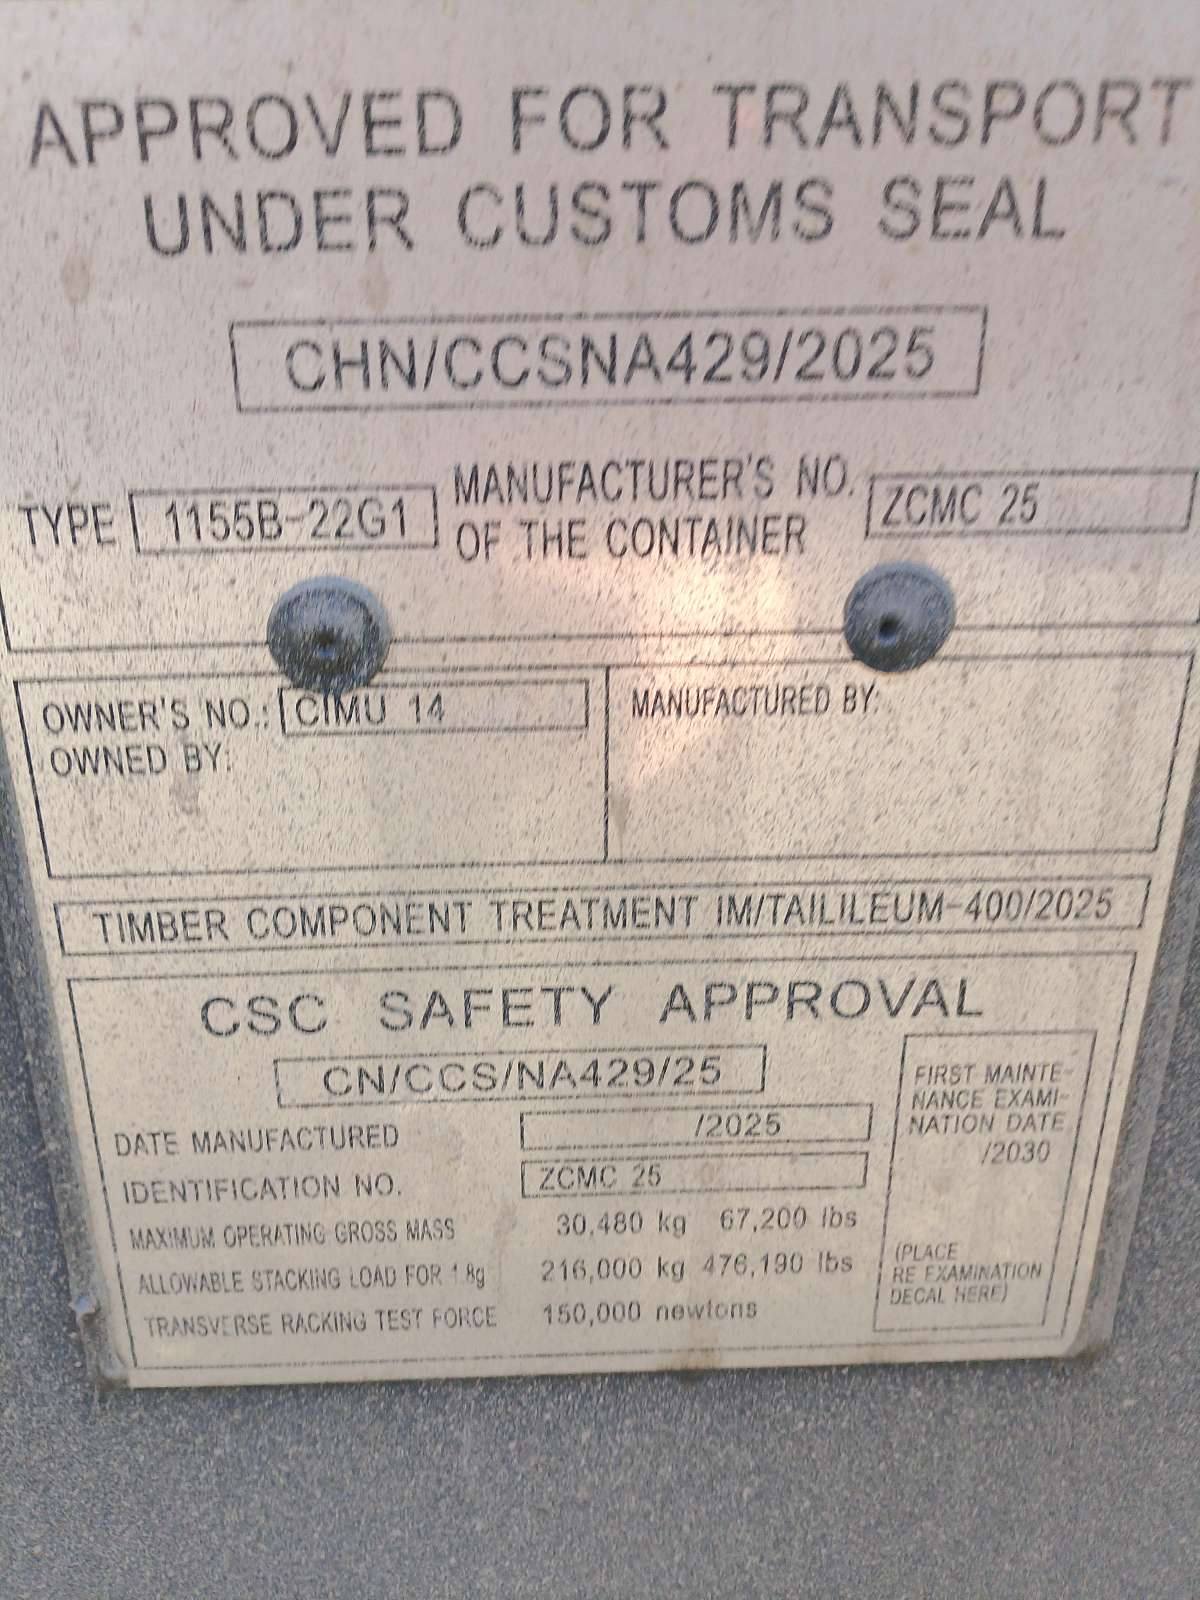 APPROVED FOR TRANSPORT
UNDER CUSTOMS SEAL
CHN/CCSNA429/2025
TYPE 1155B-22G1 MANUFACTURER'S NO.
OF THE CONTAINER ZCMC 25
OWNER'S NO.: CIMU 14
OWNED BY:
MANUFACTURED BY:
TIMBER COMPONENT TREATMENT IM/TAILILEUM-400/2025
CSC SAFETY APPROVAL
CN/CCS/NA429/25
DATE MANUFACTURED /2025
IDENTIFICATION NO. ZCMC 25
MAXIMUM OPERATING GROSS MASS 30,480 kg 67,200 lbs
ALLOWABLE STACKING LOAD FOR 1.8g 216,000 kg 476,190 lbs
TRANSVERSE RACKING TEST FORCE 150,000 newtons
FIRST MAINTE-
NANCE EXAMI-
NATION DATE
/2030
(PLACE
RE EXAMINATION
DECAL HERE)